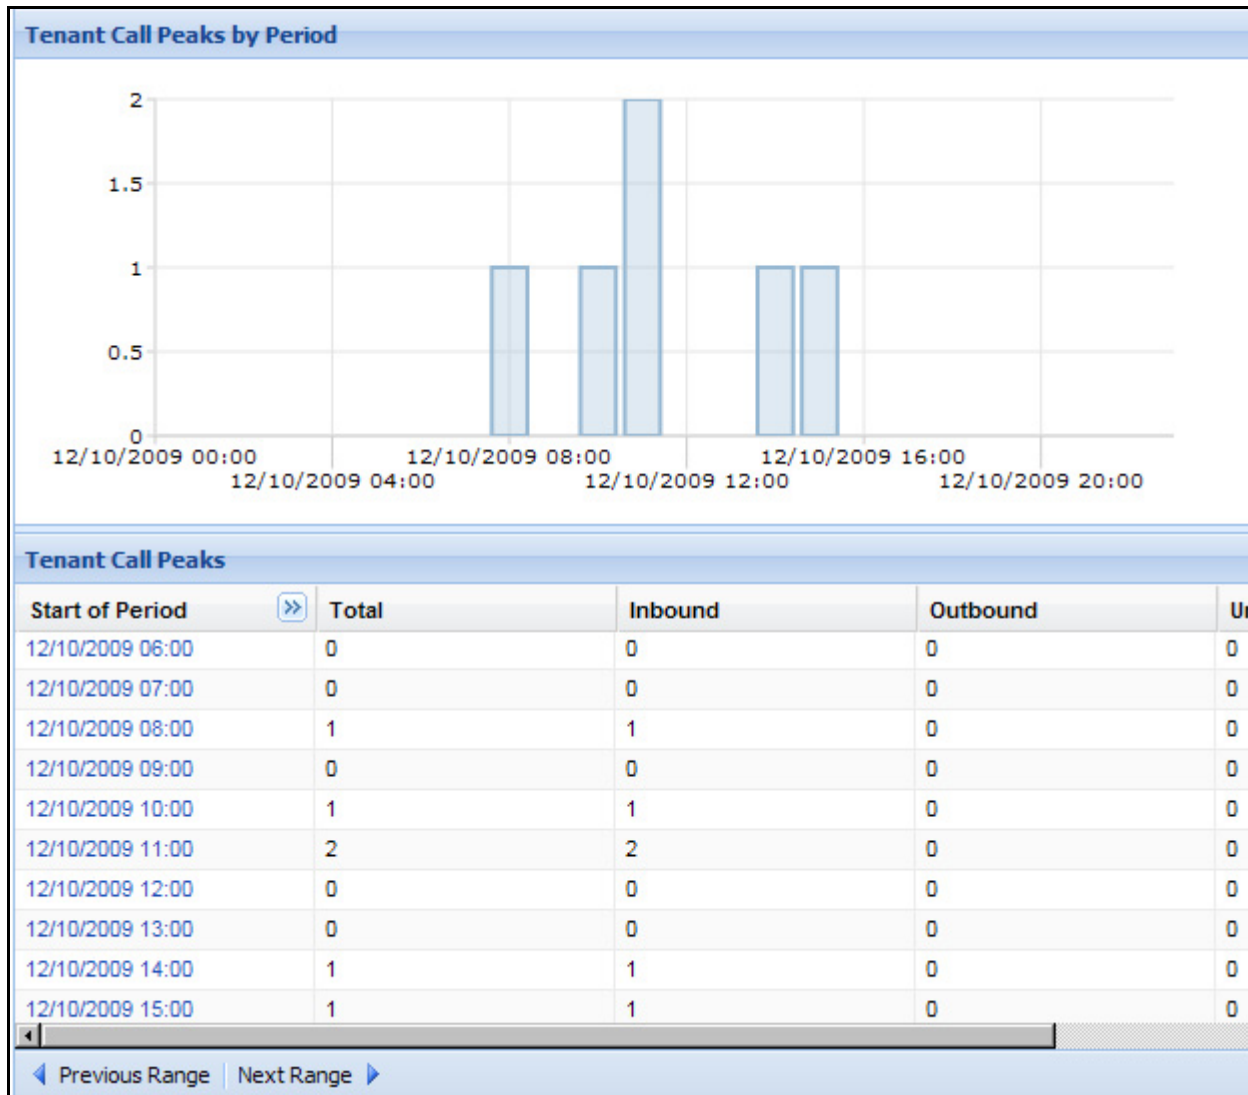 Tenant Call Peaks by Period
2
1.5
1
0.5
0
12/10/2009 00:00 12/10/2009 08:00 12/10/2009 16:00
12/10/2009 04:00 12/10/2009 12:00 12/10/2009 20:00
Tenant Call Peaks
Start of Period Total Inbound Outbound
12/10/2009 06:00 0 0 0 0
12/10/2009 07:00 0 0 0 0
12/10/2009 08:00 1 1 0 0
12/10/2009 09:00 0 0 0 0
12/10/2009 10:00 1 1 0 0
12/10/2009 11:00 2 2 0 0
12/10/2009 12:00 0 0 0 0
12/10/2009 13:00 0 0 0 0
12/10/2009 14:00 1 1 0 0
12/10/2009 15:00 1 1 0 0
Previous Range Next Range